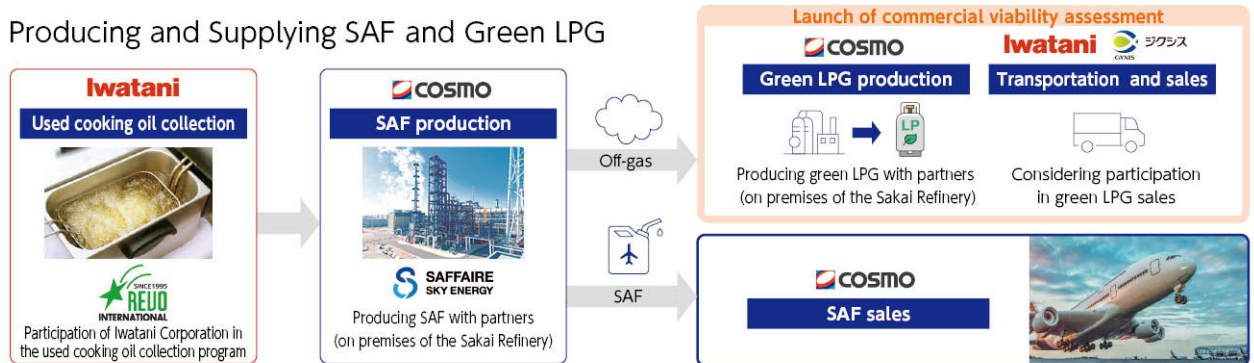 Producing and Supplying SAF and Green LPG
Iwatani
Used cooking oil collection
SINCE1995
REVO
INTERNATIONAL
Participation of Iwatani Corporation in
the used cooking oil collection program
COSMO
SAF production
SAFFAIRE
SKY ENERGY
Producing SAF with partners
(on premises of the Sakai Refinery)
Off-gas
SAF
Launch of commercial viability assessment
COSMO
Green LPG production
LP
Producing green LPG with partners
(on premises of the Sakai Refinery)
Iwatani
GYXIS
ジクシス
Transportation and sales
Considering participation
in green LPG sales
COSMO
SAF sales